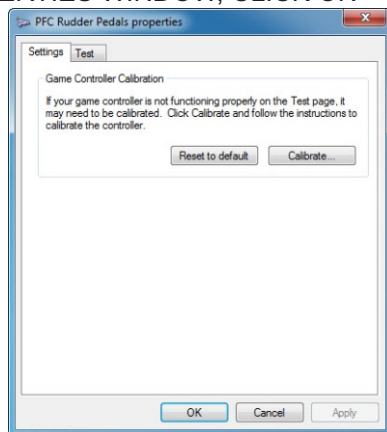 PFC Rudder Pedals properties
Settings Test
Game Controller Calibration
If your game controller is not functioning properly on the Test page, it
may need to be calibrated. Click Calibrate and follow the instructions to
calibrate the controller.
Reset to default Calibrate...
OK Cancel Apply